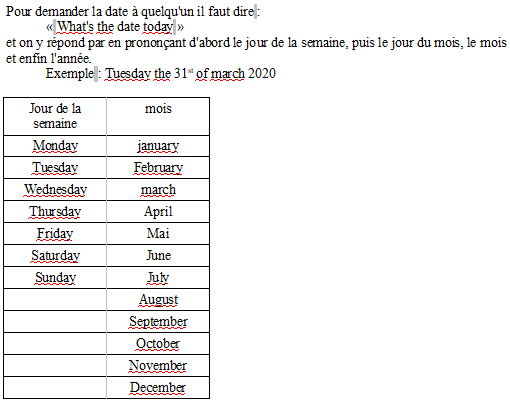 Pour demander la date à quelqu'un il faut dire :
« What's the date today »
et on y répond par en prononçant d'abord le jour de la semaine, puis le jour du mois, le mois
et enfin l'année.
Exemple : Tuesday the 31st of march 2020
Jour de la semaine mois
Monday january
Tuesday February
Wednesday march
Thursday April
Friday Mai
Saturday June
Sunday July
August
September
October
November
December